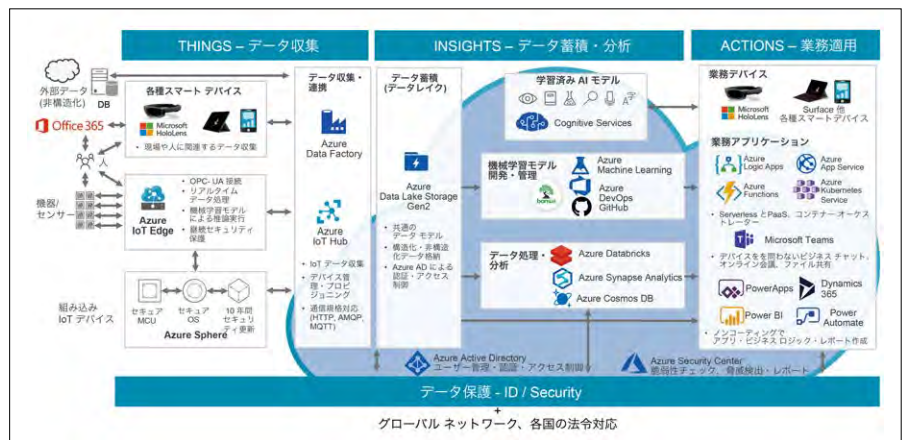 THINGS – データ収集
INSIGHTS – データ蓄積・分析
ACTIONS – 業務適用
外部データ
(非構造化)
DB
Office 365
人
機器/
センサー
組み込み
IoT デバイス
各種スマート デバイス
Microsoft
HoloLens
• 現場や人に関連するデータ収集
Azure
IoT Edge
• OPC- UA 接続
• リアルタイム
データ処理
• 機械学習モデル
による推論実行
• 継続セキュリティ
保護
セキュア
MCU
セキュア
OS
10 年間
セキュリ
ティ更新
Azure Sphere
データ収集・
連携
Azure
Data Factory
Azure
IoT Hub
• IoT データ収集
• デバイス管
理・プロビ
ジョニング
• 通信規格対応
(HTTP, AMQP,
MQTT)
データ蓄積
(データレイク)
Azure
Data Lake Storage
Gen2
• 共通の
データ モデル
• 構造化・非構造
化データ格納
• Azure AD による
認証・アクセス
制御
学習済み AI モデル
Cognitive Services
機械学習モデル
開発・管理
bonsai
Azure
Machine Learning
Azure
DevOps
GitHub
データ処理・
分析
Azure Databricks
Azure Synapse Analytics
Azure Cosmos DB
業務デバイス
Microsoft
HoloLens
Surface 他
各種スマートデバイス
業務アプリケーション
Azure
Logic Apps
Azure
App Service
Azure
Functions
Azure
Kubernetes
Service
• Serverless と PaaS、コンテナー オーケス
トレーター
Microsoft Teams
• デバイスをを問わないビジネス チャット、
オンライン会議、ファイル共有
PowerApps
Dynamics
365
Power BI
Power
Automate
• ノンコーディングで
アプリ・ビジネス ロジック・レポート作成
Azure Active Directory
ユーザー管理・認証・アクセス制御
Azure Security Center
脆弱性チェック、脅威検出・レポート
データ保護 - ID / Security
+
グローバル ネットワーク、各国の法令対応